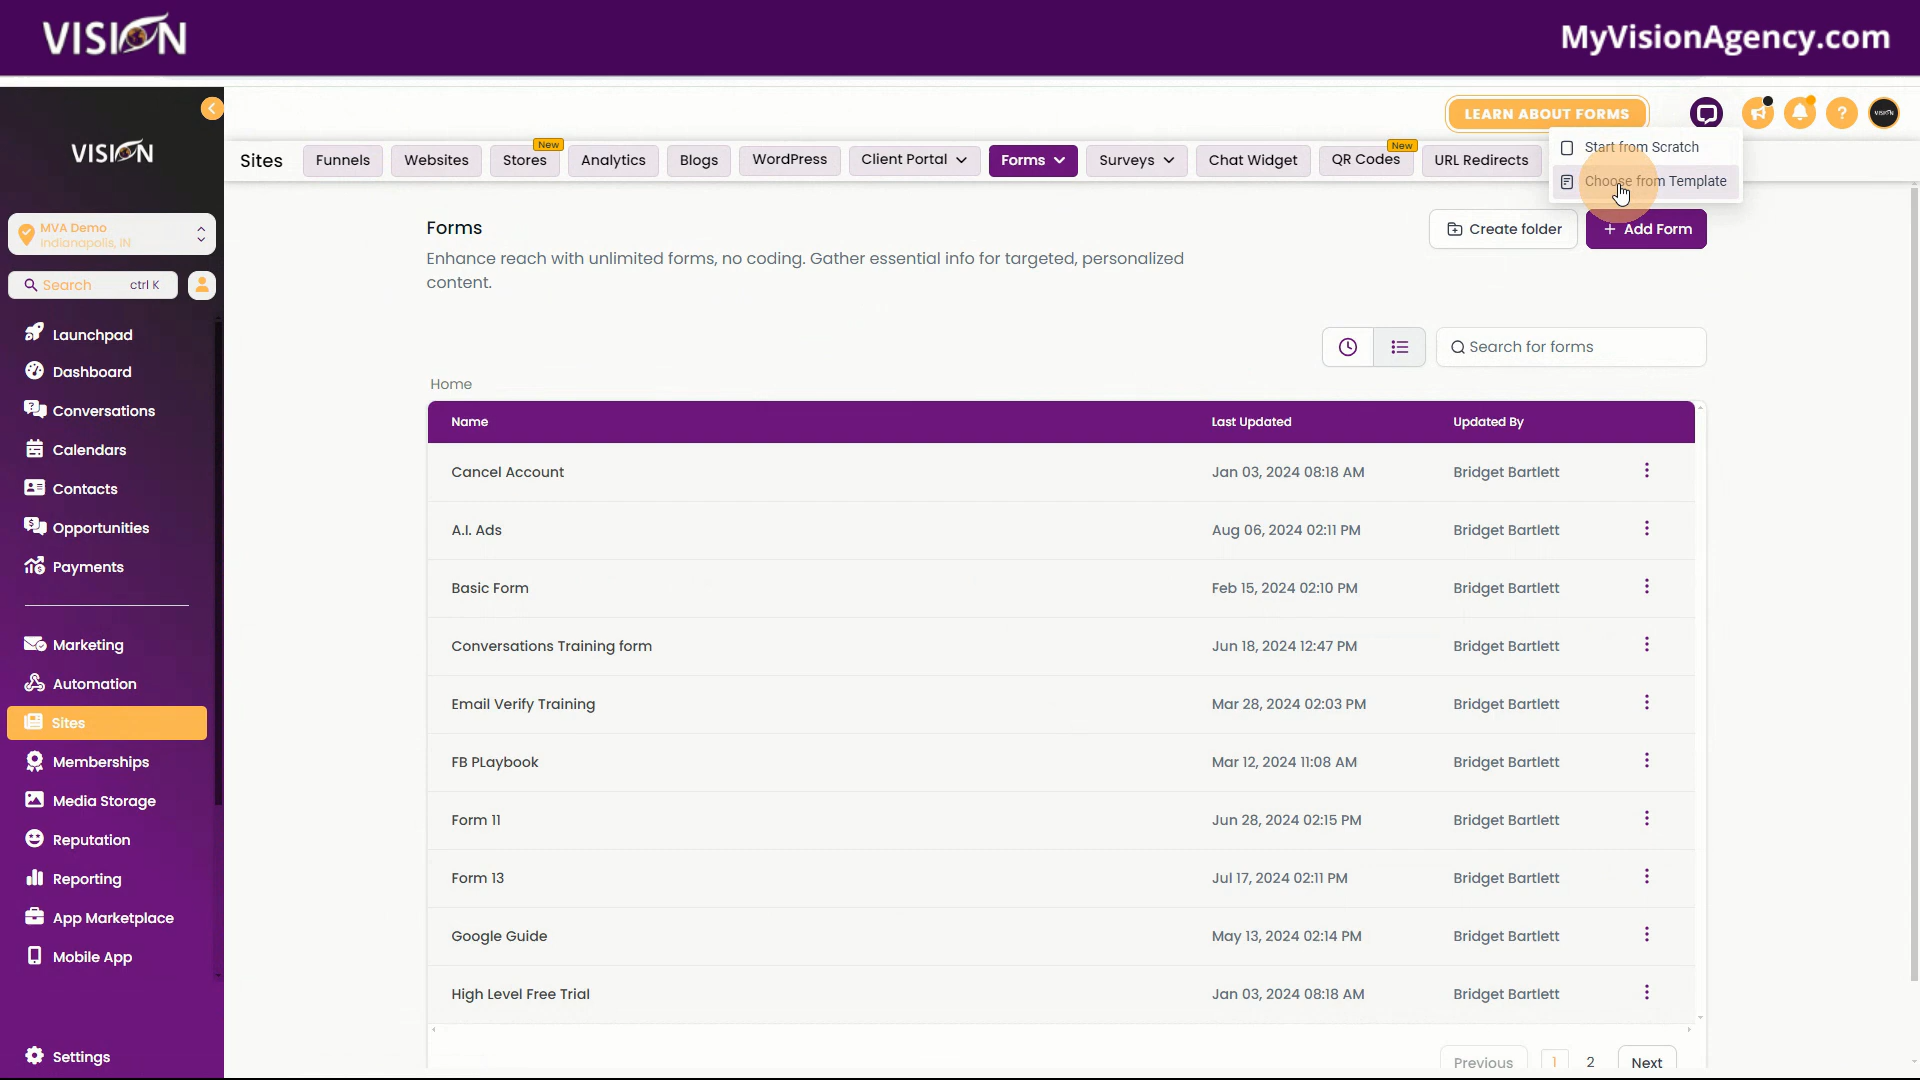 VISION
MyVisionAgency.com
LEARN ABOUT FORMS
VISION
VISION
Sites
Funnels
Websites
Stores
New
Analytics
Blogs
WordPress
Client Portal
Forms
Surveys
Chat Widget
QR Codes
New
URL Redirects
Start from Scratch
Choose from Template
MVA Demo
Indianapolis, IN
Search
ctrl K
Launchpad
Dashboard
Conversations
Calendars
Contacts
Opportunities
Payments
Marketing
Automation
Sites
Memberships
Media Storage
Reputation
Reporting
App Marketplace
Mobile App
Settings
Forms
Enhance reach with unlimited forms, no coding. Gather essential info for targeted, personalized
content.
Create folder
+ Add Form
Search for forms
Home
Name Last Updated Updated By
Cancel Account Jan 03, 2024 08:18 AM Bridget Bartlett
A.I. Ads Aug 06, 2024 02:11 PM Bridget Bartlett
Basic Form Feb 15, 2024 02:10 PM Bridget Bartlett
Conversations Training form Jun 18, 2024 12:47 PM Bridget Bartlett
Email Verify Training Mar 28, 2024 02:03 PM Bridget Bartlett
FB PLaybook Mar 12, 2024 11:08 AM Bridget Bartlett
Form 11 Jun 28, 2024 02:15 PM Bridget Bartlett
Form 13 Jul 17, 2024 02:11 PM Bridget Bartlett
Google Guide May 13, 2024 02:14 PM Bridget Bartlett
High Level Free Trial Jan 03, 2024 08:18 AM Bridget Bartlett
Previous 1 2 Next